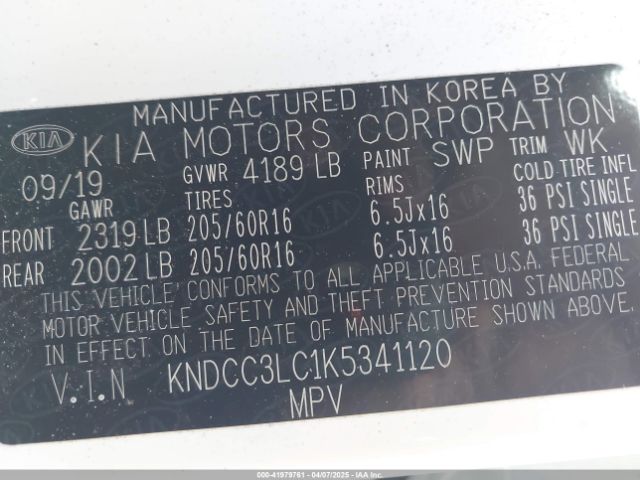 MANUFACTURED IN KOREA BY
KIA KIA MOTORS CORPORATION
09/19 GVWR 4189 LB PAINT SWP TRIM WK
GAWR TIRES RIMS COLD TIRE INFL
FRONT 2319 LB 205/60R16 6.5Jx16 36 PSI SINGLE
REAR 2002 LB 205/60R16 6.5Jx16 36 PSI SINGLE
THIS VEHICLE CONFORMS TO ALL APPLICABLE U.S.A. FEDERAL
MOTOR VEHICLE SAFETY AND THEFT PREVENTION STANDARDS
IN EFFECT ON THE DATE OF MANUFACTURE SHOWN ABOVE.
V.I.N KNDCC3LC1K5341120
MPV
000-41979761 - 04/07/2025 - IAA Corp.